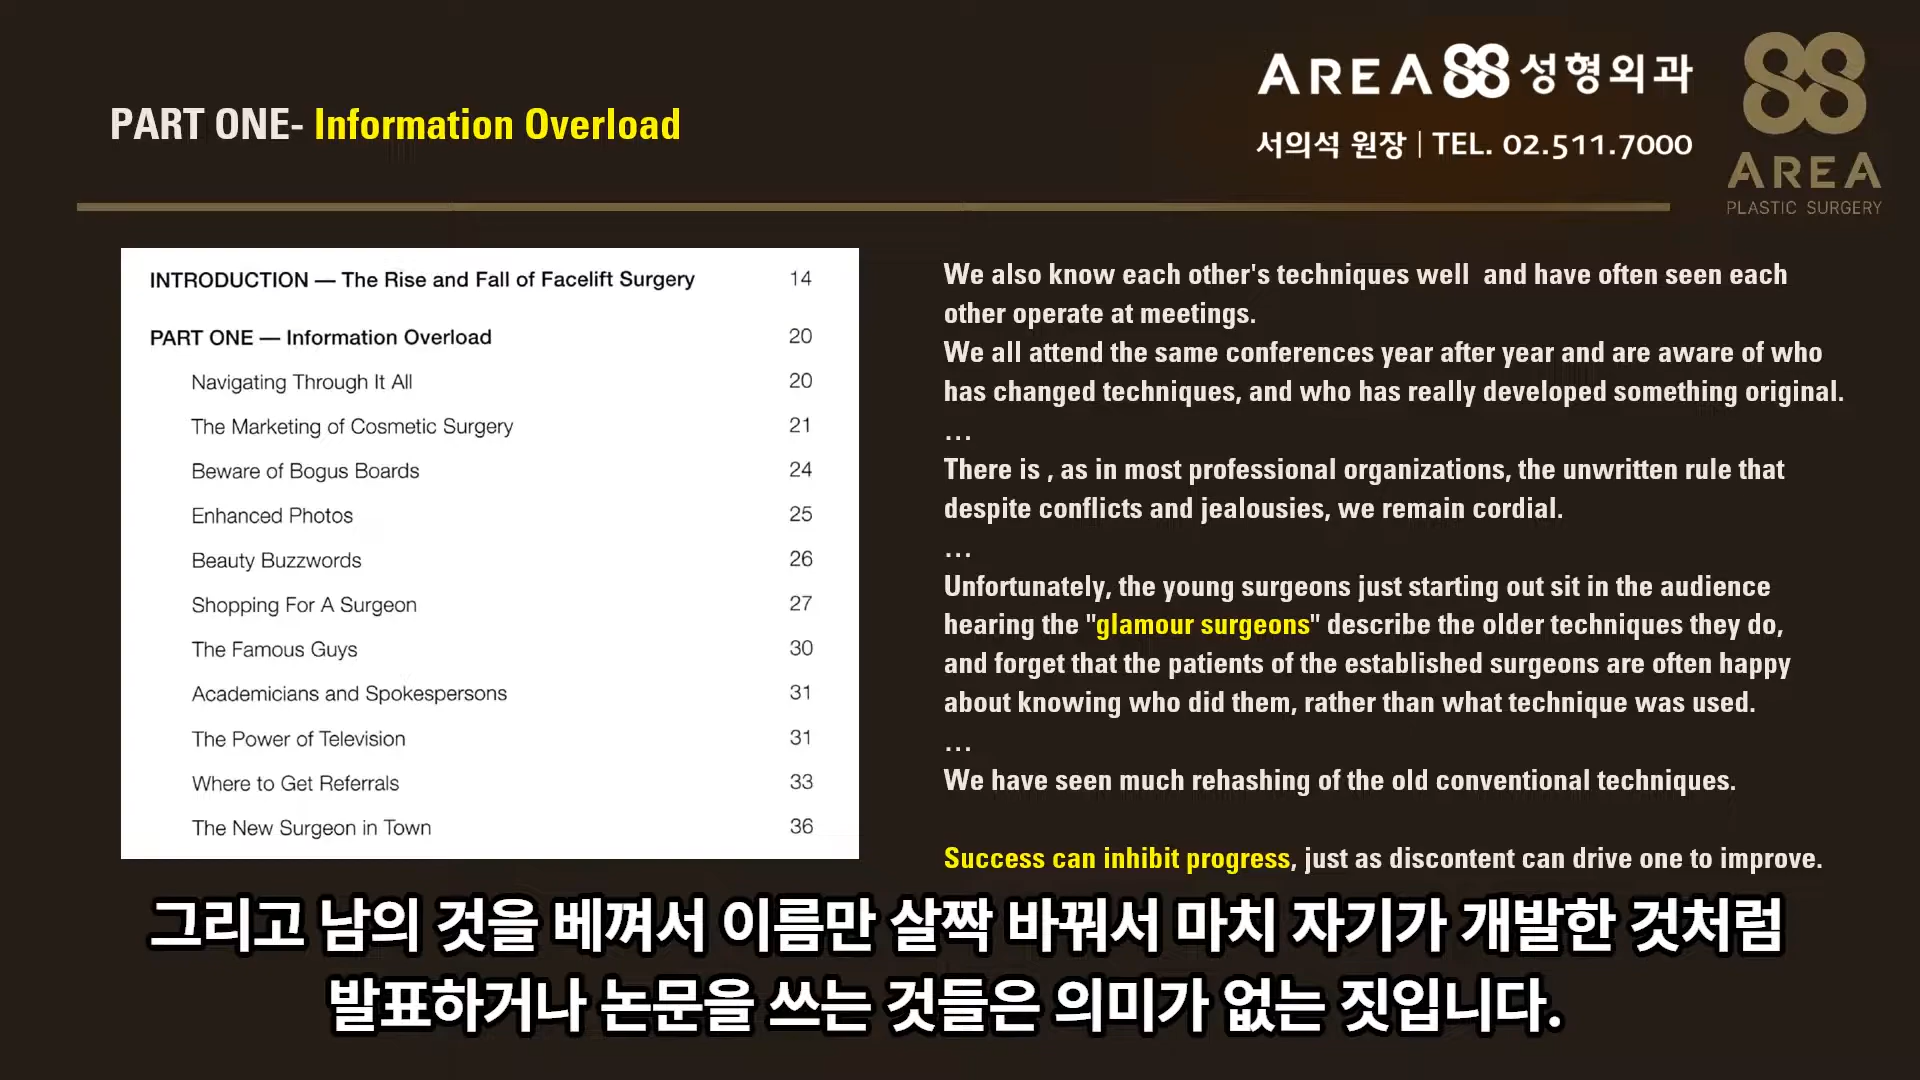 PART ONE- Information Overload
AREA 88 성형외과
서의석 원장 | TEL. 02.511.7000
88
AREA
PLASTIC SURGERY
INTRODUCTION — The Rise and Fall of Facelift Surgery 14
PART ONE — Information Overload 20
Navigating Through It All 20
The Marketing of Cosmetic Surgery 21
Beware of Bogus Boards 24
Enhanced Photos 25
Beauty Buzzwords 26
Shopping For A Surgeon 27
The Famous Guys 30
Academicians and Spokespersons 31
The Power of Television 31
Where to Get Referrals 33
The New Surgeon in Town 36
We also know each other's techniques well  and have often seen each
other operate at meetings.
We all attend the same conferences year after year and are aware of who
has changed techniques, and who has really developed something original.
...
There is , as in most professional organizations, the unwritten rule that
despite conflicts and jealousies, we remain cordial.
...
Unfortunately, the young surgeons just starting out sit in the audience
hearing the "glamour surgeons" describe the older techniques they do,
and forget that the patients of the established surgeons are often happy
about knowing who did them, rather than what technique was used.
...
We have seen much rehashing of the old conventional techniques.
Success can inhibit progress, just as discontent can drive one to improve.
그리고 남의 것을 베껴서 이름만 살짝 바꿔서 마치 자기가 개발한 것처럼
발표하거나 논문을 쓰는 것들은 의미가 없는 짓입니다.